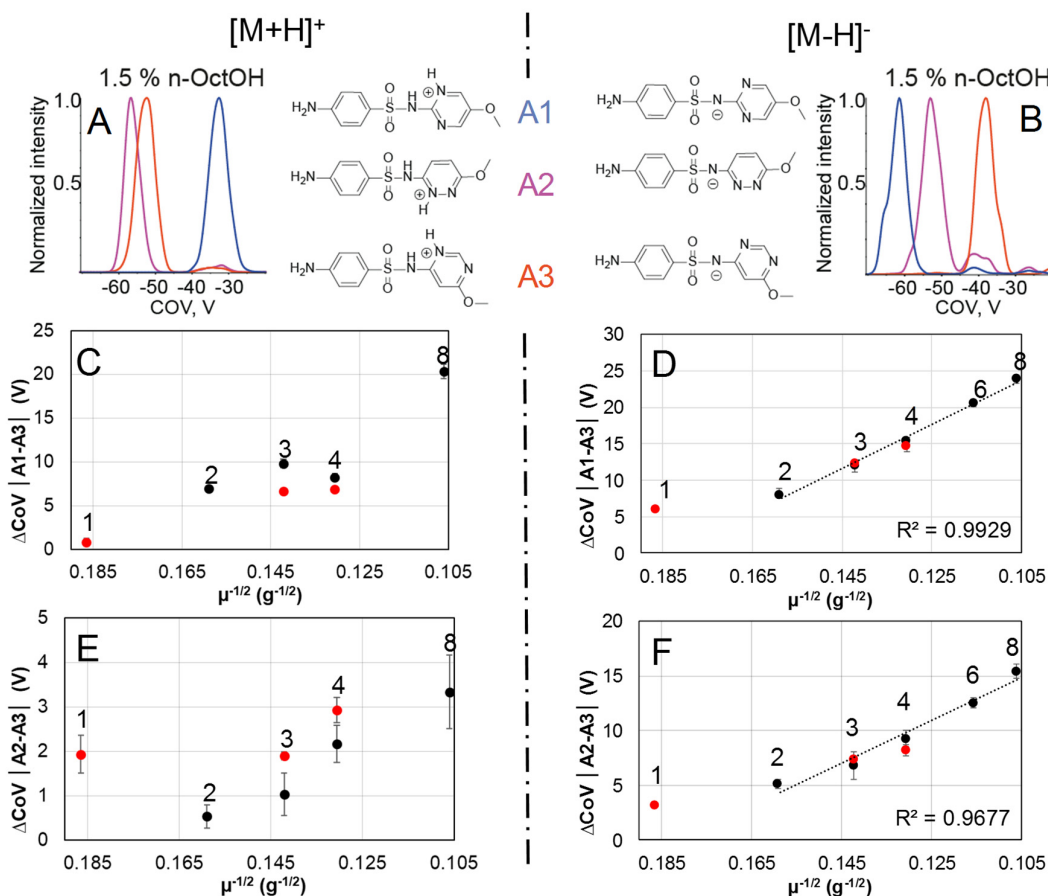 [M+H]⁺
[M-H]⁻
1.5 % n-OctOH
A
Normalized intensity
1.0
0.5
-60 -50 -40 -30
COV, V
H
N
⊕
H₂N
S
O
O
H
N
N
O
A1
H₂N
S
O
O
H
N
N
N
⊕
H
O
A2
H
N
⊕
H₂N
S
O
O
H
N
N
O
A3
H₂N
S
O
O
N
⊖
N
N
O
H₂N
S
O
O
N
⊖
N
N
O
H₂N
S
O
O
N
⊖
N
N
O
1.5 % n-OctOH
B
Normalized intensity
1.0
0.5
-60 -50 -40 -30
COV, V
C
ΔCoV | A1-A3 | (V)
25
20
15
10
5
0
1
2
3
4
8
0.185 0.165 0.145 0.125 0.105
µ⁻¹/² (g⁻¹/²)
D
ΔCoV | A1-A3 | (V)
30
25
20
15
10
5
0
1
2
3
4
6
8
R² = 0.9929
0.185 0.165 0.145 0.125 0.105
µ⁻¹/² (g⁻¹/²)
E
ΔCoV | A2-A3 | (V)
5
4
3
2
1
0
1
2
3
4
8
0.185 0.165 0.145 0.125 0.105
µ⁻¹/² (g⁻¹/²)
F
ΔCoV | A2-A3 | (V)
20
15
10
5
0
1
2
3
4
6
8
R² = 0.9677
0.185 0.165 0.145 0.125 0.105
µ⁻¹/² (g⁻¹/²)